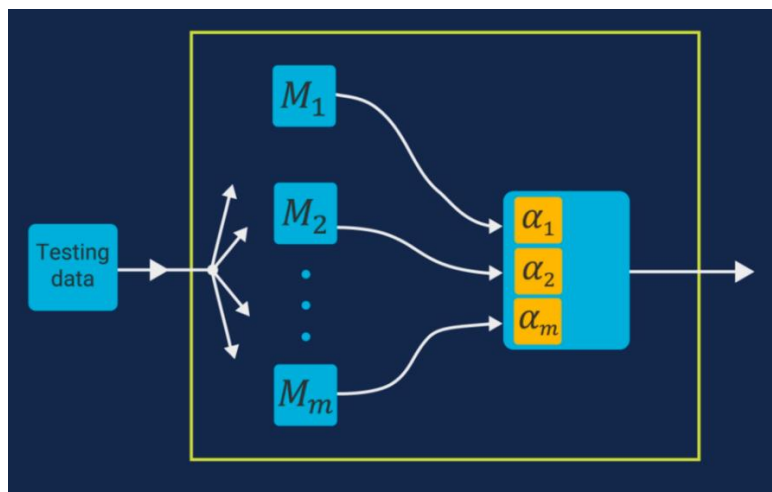 M₁
M₂
Testing
data
Mₘ
α₁
α₂
αₘ